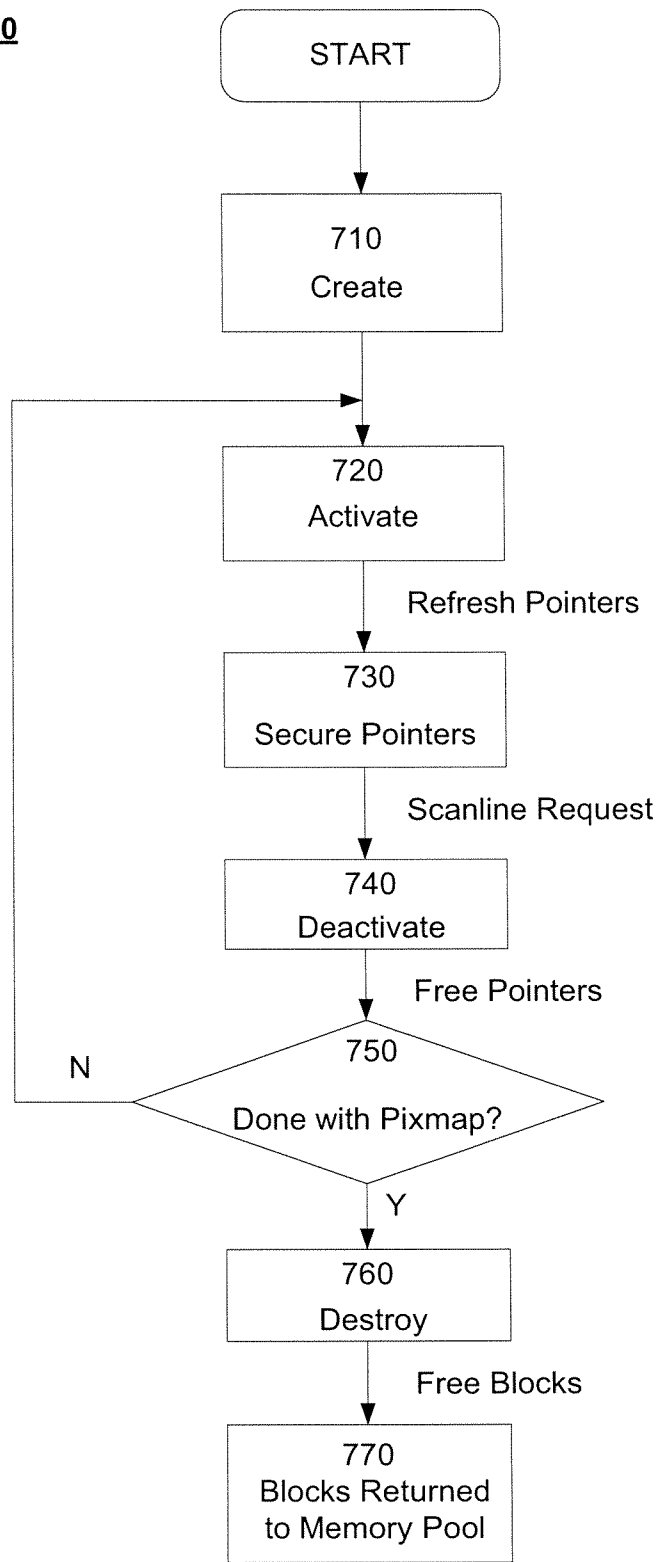 0
START
710
Create
720
Activate
Refresh Pointers
730
Secure Pointers
Scanline Request
740
Deactivate
Free Pointers
750
N
Done with Pixmap?
Y
760
Destroy
Free Blocks
770
Blocks Returned
to Memory Pool